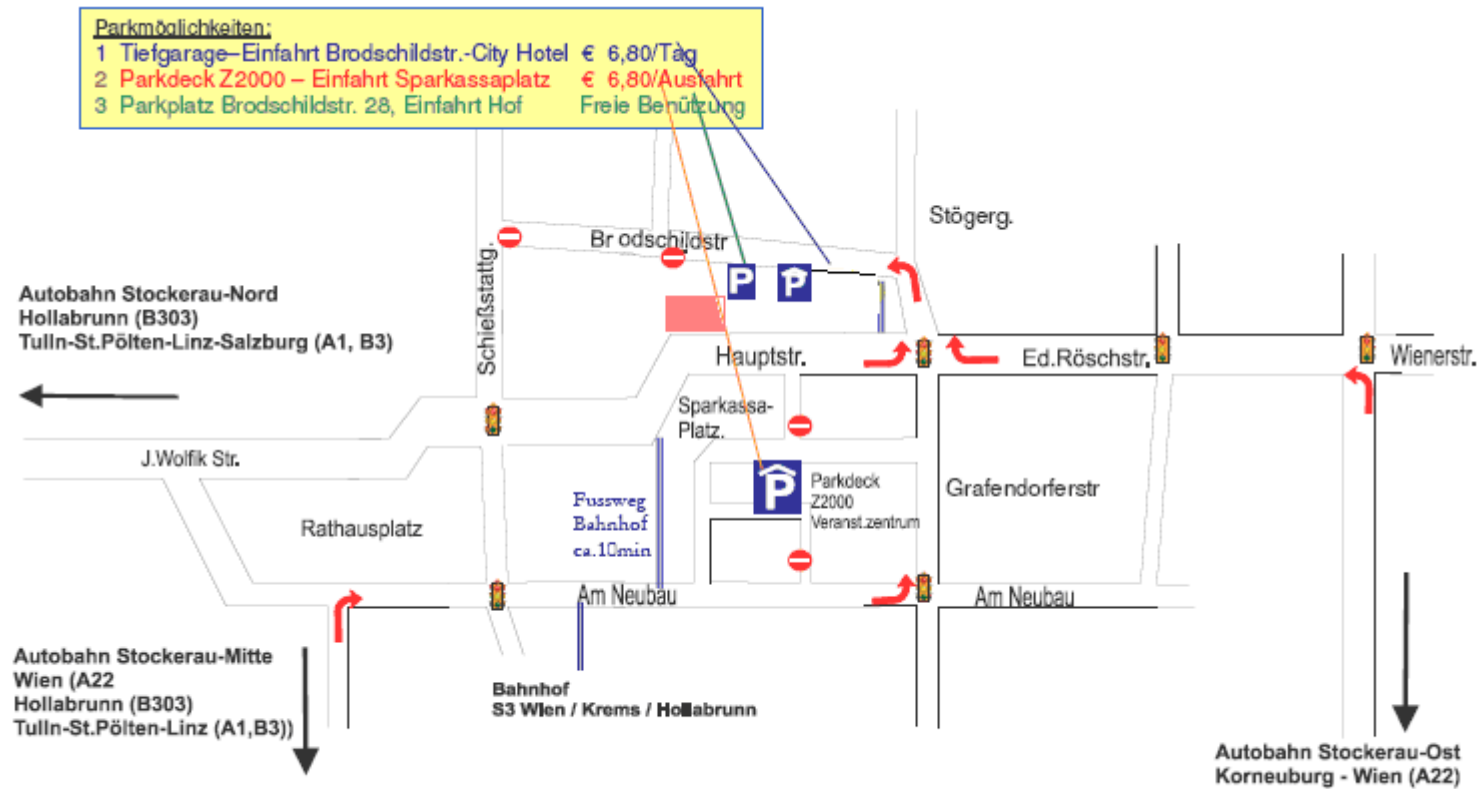 Parkmöglichkeiten:
1 Tiefgarage–Einfahrt Brodschildstr.-City Hotel € 6,80/Tag
2 Parkdeck Z2000 – Einfahrt Sparkassaplatz € 6,80/Ausfahrt
3 Parkplatz Brodschildstr. 28, Einfahrt Hof Freie Benützung
Stögerg.
Br odschildstr
Schießstattg.
P
P
Autobahn Stockerau-Nord
Hollabrunn (B303)
Tulln-St.Pölten-Linz-Salzburg (A1, B3)
Hauptstr.
Ed.Röschstr.
Wienerstr.
Sparkassa-
Platz.
J.Wolfik Str.
P
Parkdeck
Z2000
Veranst.zentrum
Grafendorferstr
Fussweg
Bahnhof
ca.10min
Rathausplatz
Am Neubau
Am Neubau
Autobahn Stockerau-Mitte
Wien (A22
Hollabrunn (B303)
Tulln-St.Pölten-Linz (A1,B3))
Bahnhof
S3 Wien / Krems / Hollabrunn
Autobahn Stockerau-Ost
Korneuburg - Wien (A22)